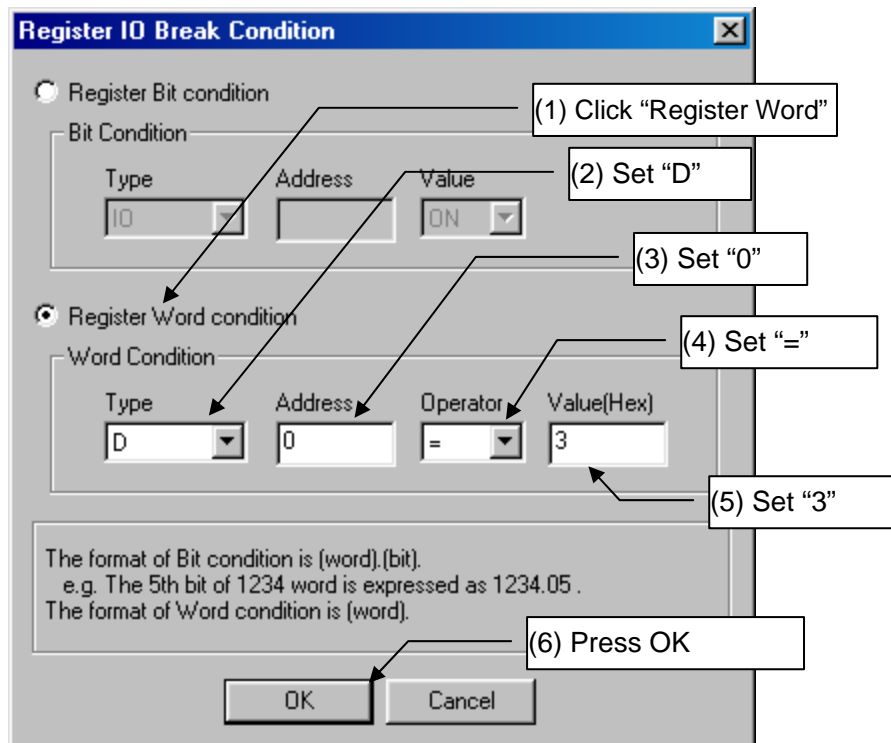 Register IO Break Condition
Register Bit condition
(1) Click “Register Word”
Bit Condition
Type Address Value
(2) Set “D”
IO ON
(3) Set “0”
Register Word condition
(4) Set “=”
Word Condition
Type Address Operator Value(Hex)
D 0 = 3
(5) Set “3”
The format of Bit condition is (word).(bit).
e.g. The 5th bit of 1234 word is expressed as 1234.05 .
The format of Word condition is (word).
(6) Press OK
OK Cancel